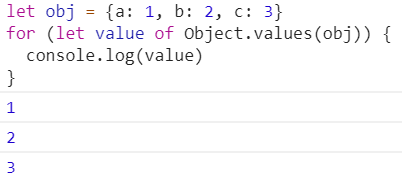 let obj = {a: 1, b: 2, c: 3}
for (let value of Object.values(obj)) {
  console.log(value)
}
1
2
3